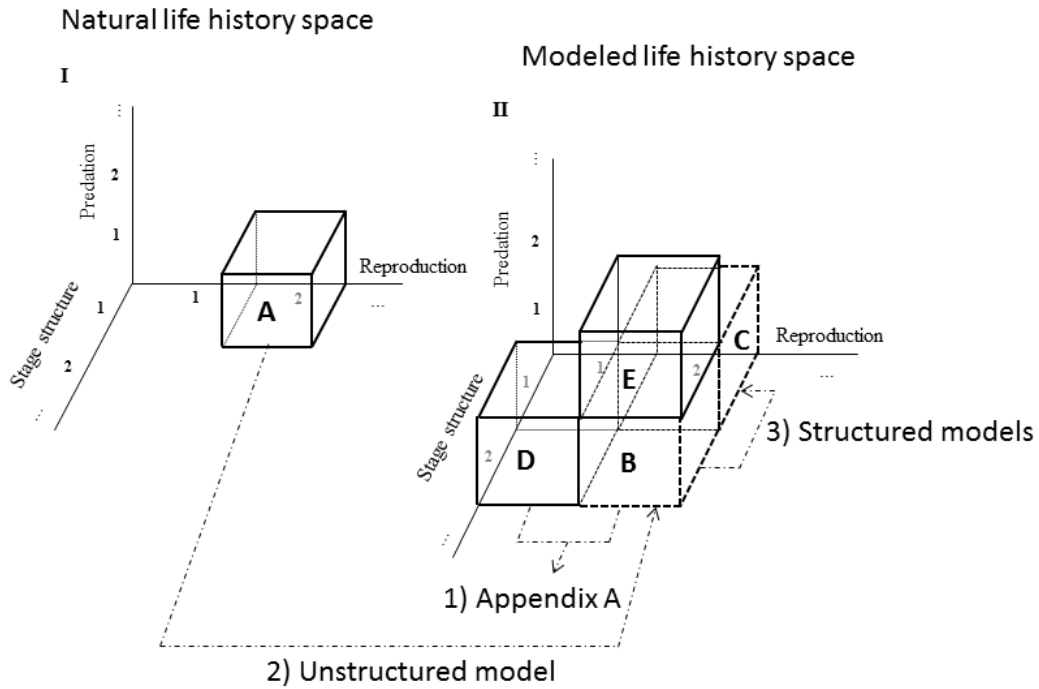 Natural life history space
Modeled life history space
I
II
...
Predation
2
1
Reproduction
1
A
2
...
1
Stage structure
2
...
...
Predation
2
1
Reproduction
C
1
E
2
...
1
Stage structure
2
D
B
...
3) Structured models
1) Appendix A
2) Unstructured model